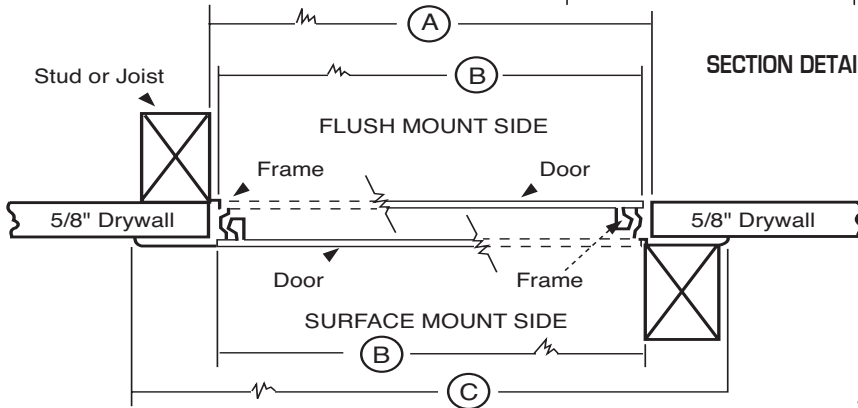 A
SECTION DETAI
Stud or Joist
B
FLUSH MOUNT SIDE
Frame
Door
5/8" Drywall
5/8" Drywall
Door
Frame
SURFACE MOUNT SIDE
B
C